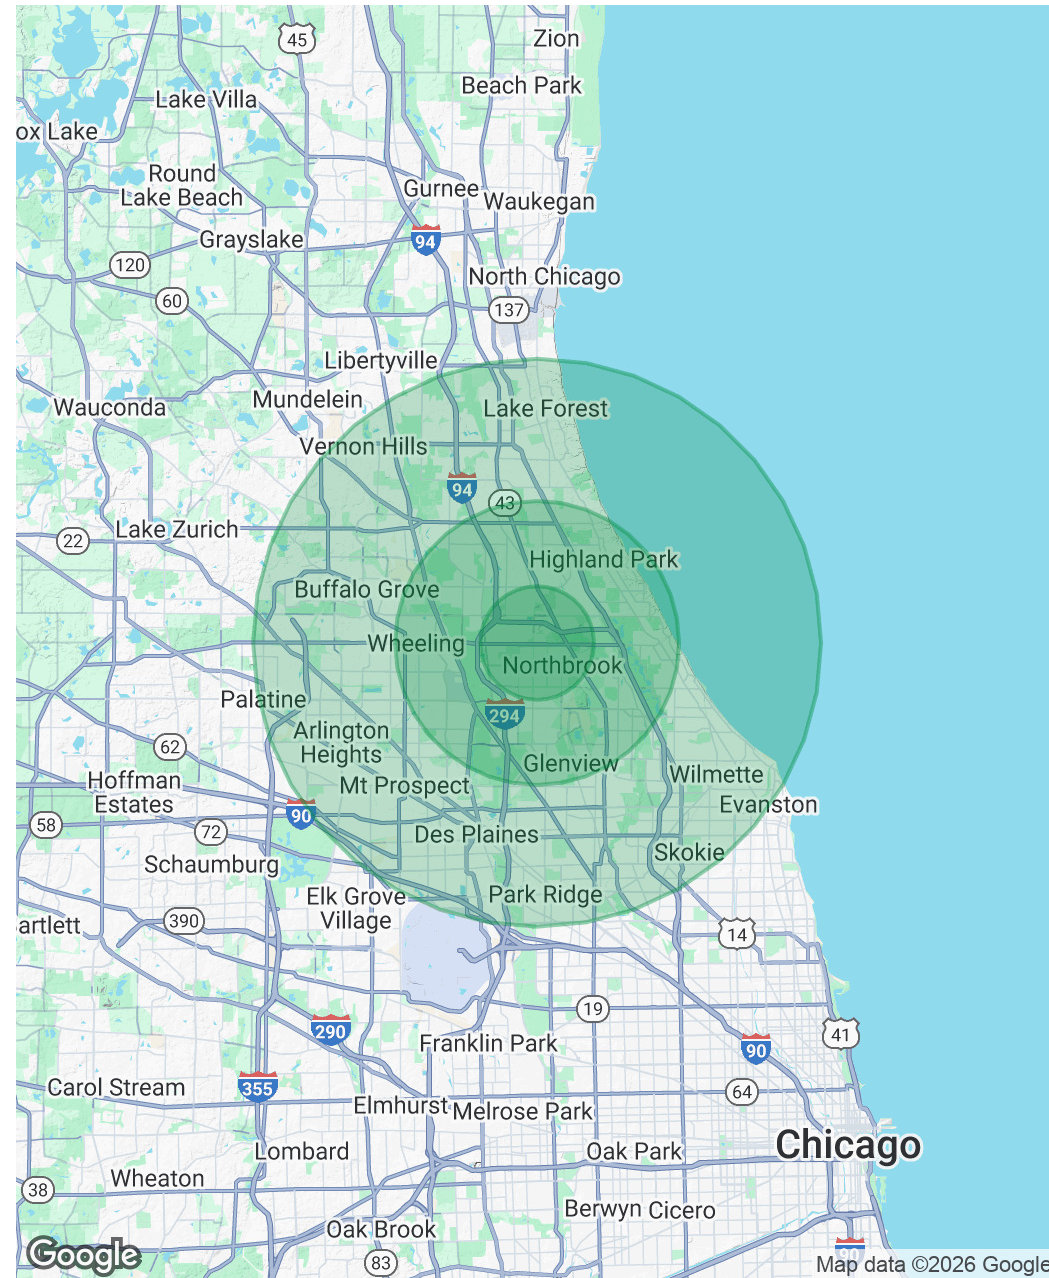 45
Zion
Beach Park
Lake Villa
ox Lake
Round
Lake Beach
Gurnee
Waukegan
Grayslake
94
120
North Chicago
60
137
Libertyville
Mundelein
Wauconda
Lake Forest
Vernon Hills
94
43
Lake Zurich
22
Highland Park
Buffalo Grove
Wheeling
Northbrook
Palatine
294
Arlington
Heights
62
Glenview
Hoffman
Estates
Mt Prospect
Wilmette
Evanston
90
58
72
Des Plaines
Schaumburg
Skokie
Elk Grove
Village
Park Ridge
artlett
390
14
19
290
Franklin Park
90
41
Carol Stream
355
64
Elmhurst
Melrose Park
Chicago
Lombard
Oak Park
Wheaton
38
Berwyn
Cicero
Oak Brook
90
Google
83
Map data ©2026 Google